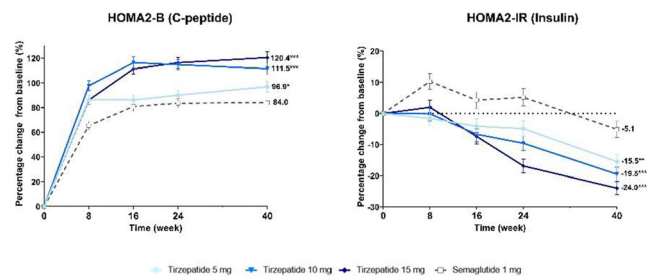 HOMA2-B (C-peptide)
Percentage change from baseline (%)
120
100
80
60
40
20
0
0 8 16 24 40
Time (week)
120.4^^^
111.5^^^
96.9*
84.0
HOMA2-IR (Insulin)
Percentage change from baseline (%)
20
10
0
-10
-20
-30
0 8 16 24 40
Time (week)
-5.1
-15.5**
-19.5^^^
-24.0^^^
Tirzepatide 5 mg Tirzepatide 10 mg Tirzepatide 15 mg Semaglutide 1 mg